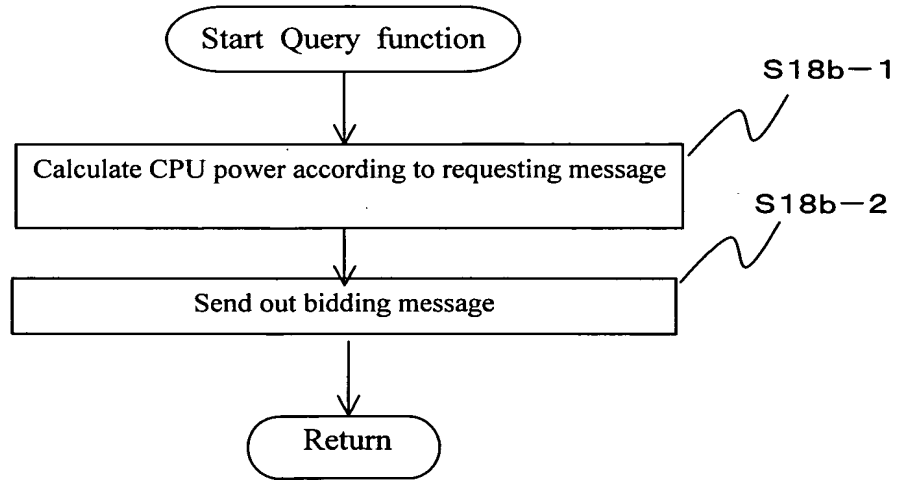 Start Query function
S18b-1
Calculate CPU power according to requesting message
S18b-2
Send out bidding message
Return